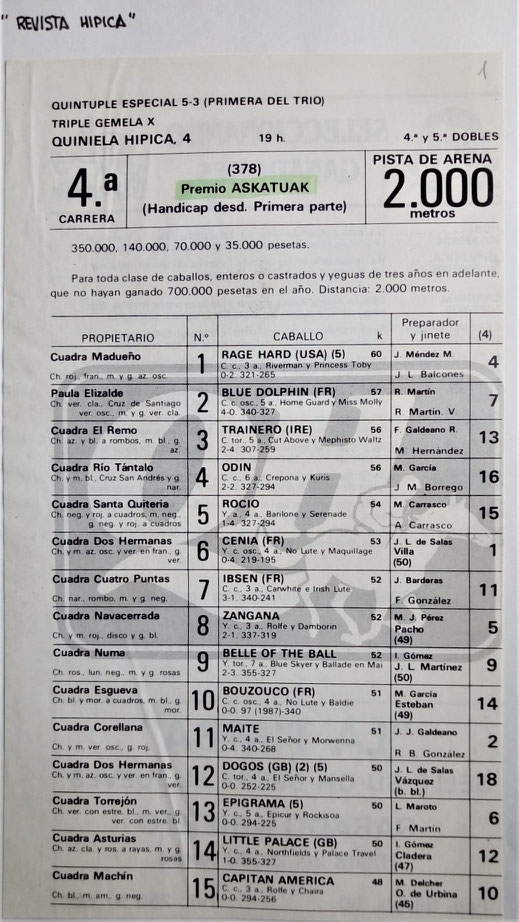 "REVISTA HIPICA"
1
QUINTUPLE ESPECIAL 5-3 (PRIMERA DEL TRIO)
TRIPLE GEMELA X
QUINIELA HIPICA, 4 19 h. 4.ª y 5.ª DOBLES
4.ª
CARRERA
(378)
Premio ASKATUAK
(Handicap desd. Primera parte)
PISTA DE ARENA
2.000
metros
350.000, 140.000, 70.000 y 35.000 pesetas.
Para toda clase de caballos, enteros o castrados y yeguas de tres años en adelante,
que no hayan ganado 700.000 pesetas en el año. Distancia: 2.000 metros.
PROPIETARIO N.º CABALLO k Preparador y jinete (4)
Cuadra Madueño 1 RAGE HARD (USA) (5) 60 J. Méndez M. 4
Ch. roj., fran., m. y g. az. osc. C. c., 3 a., Riverman y Princess Toby
0-2. 321-265 J L Balcones
Paula Elizalde 2 BLUE DOLPHIN (FR) 57 R. Martín 7
Ch. ver. cla., Cruz de Santiago C. c. osc., 5 a., Home Guard y Miss Molly
ver. osc., m. y g. ver. cla. 4-0. 340-327 R. Martín. V.
Cuadra El Remo 3 TRAINERO (IRE) 56 F. Galdeano R. 13
Ch. az. y bl. a rombos, m. bl., g. C. tor., 5 a., Cut Above y Mephisto Waltz
az. 2-4. 307-259 M. Hernández
Cuadra Río Tántalo 4 ODIN 56 M. García 16
Ch. y m. bl., Cruz San Andrés y g. C. c., 6 a., Crepona y Kuris
nar. 2-2. 327-294 J. M. Borrego
Cuadra Santa Quiteria 5 ROCIO 54 M. Carrasco 15
Ch. neg. y roj. a cuadros, m. neg., Y. a., 4 a., Barilone y Serenade
g. neg. y roj. a cuadros 1-4. 327-294 A. Carrasco
Cuadra Dos Hermanas 6 CENIA (FR) 53 J. L. de Salas 1
Ch. y m. az. osc. y ver. en fran., g. Y. c. osc., 4 a., No Lute y Maquillage Villa
ver. 0-4. 219-195 (50)
Cuadra Cuatro Puntas 7 IBSEN (FR) 52 J. Barderas 11
C. c., 3 a., Carwhite e Irish Lute
Ch. nar., rombo, m. y g. neg. 3-1. 340-241 F. González
Cuadra Navacerrada 8 ZANGANA 52 M. J. Pérez 5
Y. c., 3 a., Rolfe y Damborin Pacho
Ch. y m. roj., disco y g. bl. 2-1. 337-319 (49)
Cuadra Numa 9 BELLE OF THE BALL 52 I. Gómez 9
Y. tor., 7 a., Blue Skyer y Ballade en Mai J. L. Martínez
Ch. ros., lun. neg., m. y g. rosas 2-3. 355-327 (50)
Cuadra Esgueva 10 BOUZOUCO (FR) 51 M. García 14
Ch. bl. y mor. a cuadros, m. bl., g. C. c. osc., 4 a., No Lute y Baldie Esteban
mor. 0-0. 97 (1987)-340 (49)
Cuadra Corellana 11 MAITE 51 J. J. Galdeano 2
Y. c., 4 a., El Señor y Morwenna
Ch. y m. ver. osc., g. roj. 0-4. 340-268 R. B. González
Cuadra Dos Hermanas 12 DOGOS (GB) (2) (5) 50 J. L. de Salas 18
Ch. y m. az. osc. y ver. en fran., g. C. tor., 4 a., El Señor y Mansella Vázquez
ver. 0-0. 252-225 (b. bl.)
Cuadra Torrejón 13 EPIGRAMA (5) 50 L. Maroto 6
Ch. ver. con estre. bl., m. ver., g. Y. c., 5 a., Epicur y Rockisoa
ver. con estre. bl. 0-0. 294-225 F. Martín
Cuadra Asturias 14 LITTLE PALACE (GB) 50 I. Gómez 12
Ch. az. cla. y ros. a rayas, m. y g. Y. c., 4 a., Northfields y Palace Travel Cladera
rosas 1-0. 355-327 (47)
Cuadra Machín 15 CAPITAN AMERICA 48 M. Delcher 10
C. c., 3 a., Rolfe y Chaira O. de Urbina
Ch. bl., m. am., g. neg. 0-0. 294-256 (45)